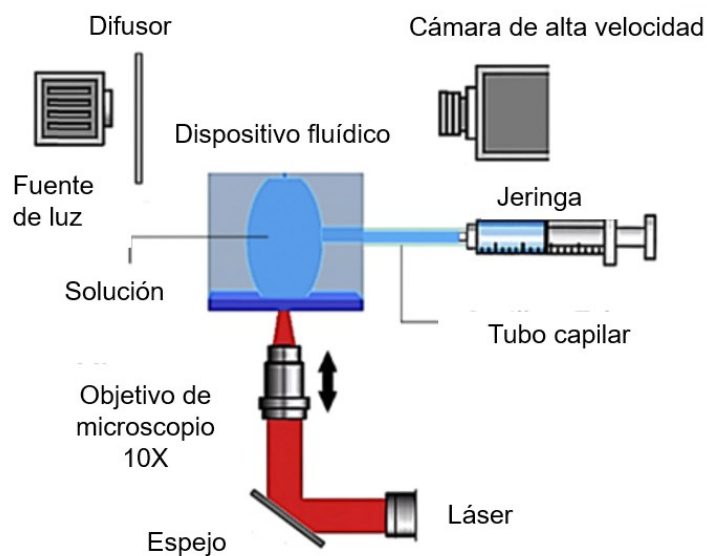 Difusor
Cámara de alta velocidad
Dispositivo fluídico
Fuente
de luz
Jeringa
Solución
Tubo capilar
Objetivo de
microscopio
10X
Láser
Espejo